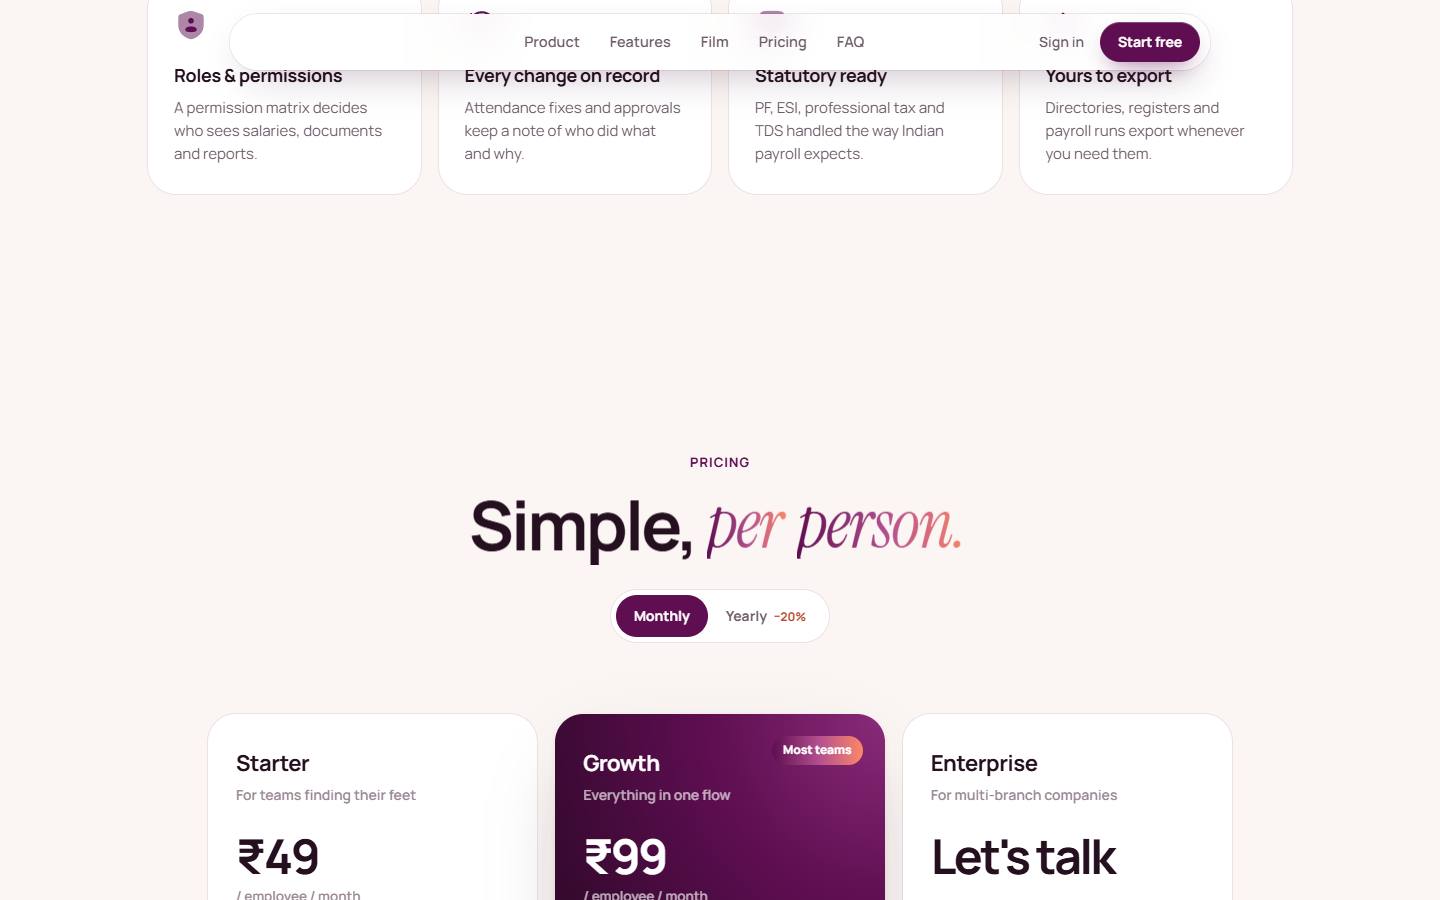 Product Features Film Pricing FAQ Sign in Start free
Roles & permissions
A permission matrix decides
who sees salaries, documents
and reports.
Every change on record
Attendance fixes and approvals
keep a note of who did what
and why.
Statutory ready
PF, ESI, professional tax and
TDS handled the way Indian
payroll expects.
Yours to export
Directories, registers and
payroll runs export whenever
you need them.
PRICING
Simple, per person.
Monthly Yearly −20%
Starter
For teams finding their feet
₹49
/ employee / month
Most teams
Growth
Everything in one flow
₹99
/ employee / month
Enterprise
For multi-branch companies
Let's talk